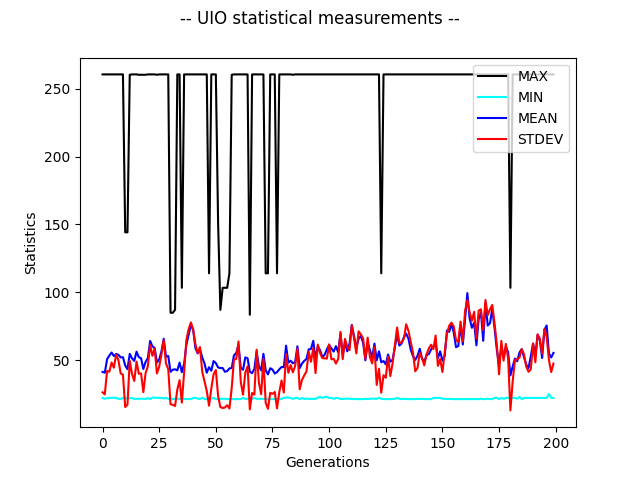 -- UIO statistical measurements --
MAX
MIN
MEAN
STDEV
250
200
150
100
50
Statistics
0
25
50
75
100
125
150
175
200
Generations